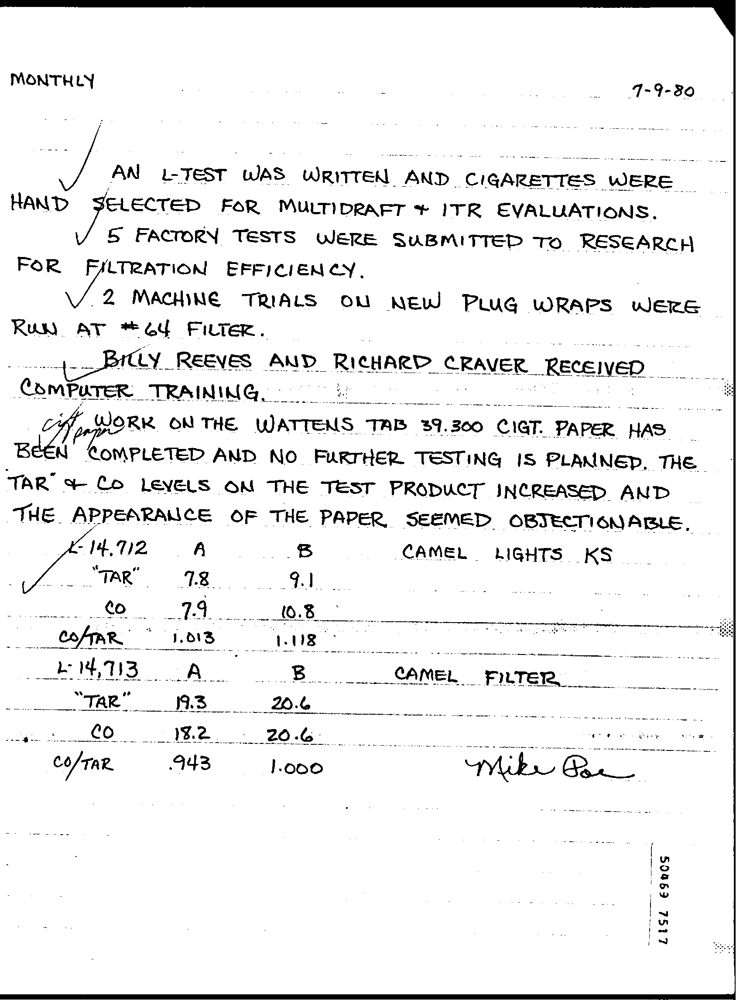 MONTHLY
7-9-80
AN L-TEST WAS WRITTEN AND CIGARETTES WERE
HAND SELECTED FOR MULTIDRAFT + ITR EVALUATIONS.
5 FACTORY TESTS WERE SUBMITTED TO RESEARCH
FOR FILTRATION EFFICIENCY.
2 MACHINE TRIALS ON NEW PLUG WRAPS WERE
RUN AT #64 FILTER.
BILLY REEVES AND RICHARD CRAVER RECEIVED
COMPUTER TRAINING.
cigt paper WORK ON THE WATTENS TAB 39.300 CIGT. PAPER HAS
BEEN COMPLETED AND NO FURTHER TESTING IS PLANNED. THE
TAR" & CO LEVELS ON THE TEST PRODUCT INCREASED AND
THE APPEARANCE OF THE PAPER SEEMED OBJECTIONABLE.
L-14.712 A B CAMEL LIGHTS KS
"TAR" 7.8 9.1
CO 7.9 10.8
CO/TAR 1.013 1.118
L-14,713 A B CAMEL FILTER
"TAR" 19.3 20.6
CO 18.2 20.6
CO/TAR .943 1.000 Mike Poe
50463 7517